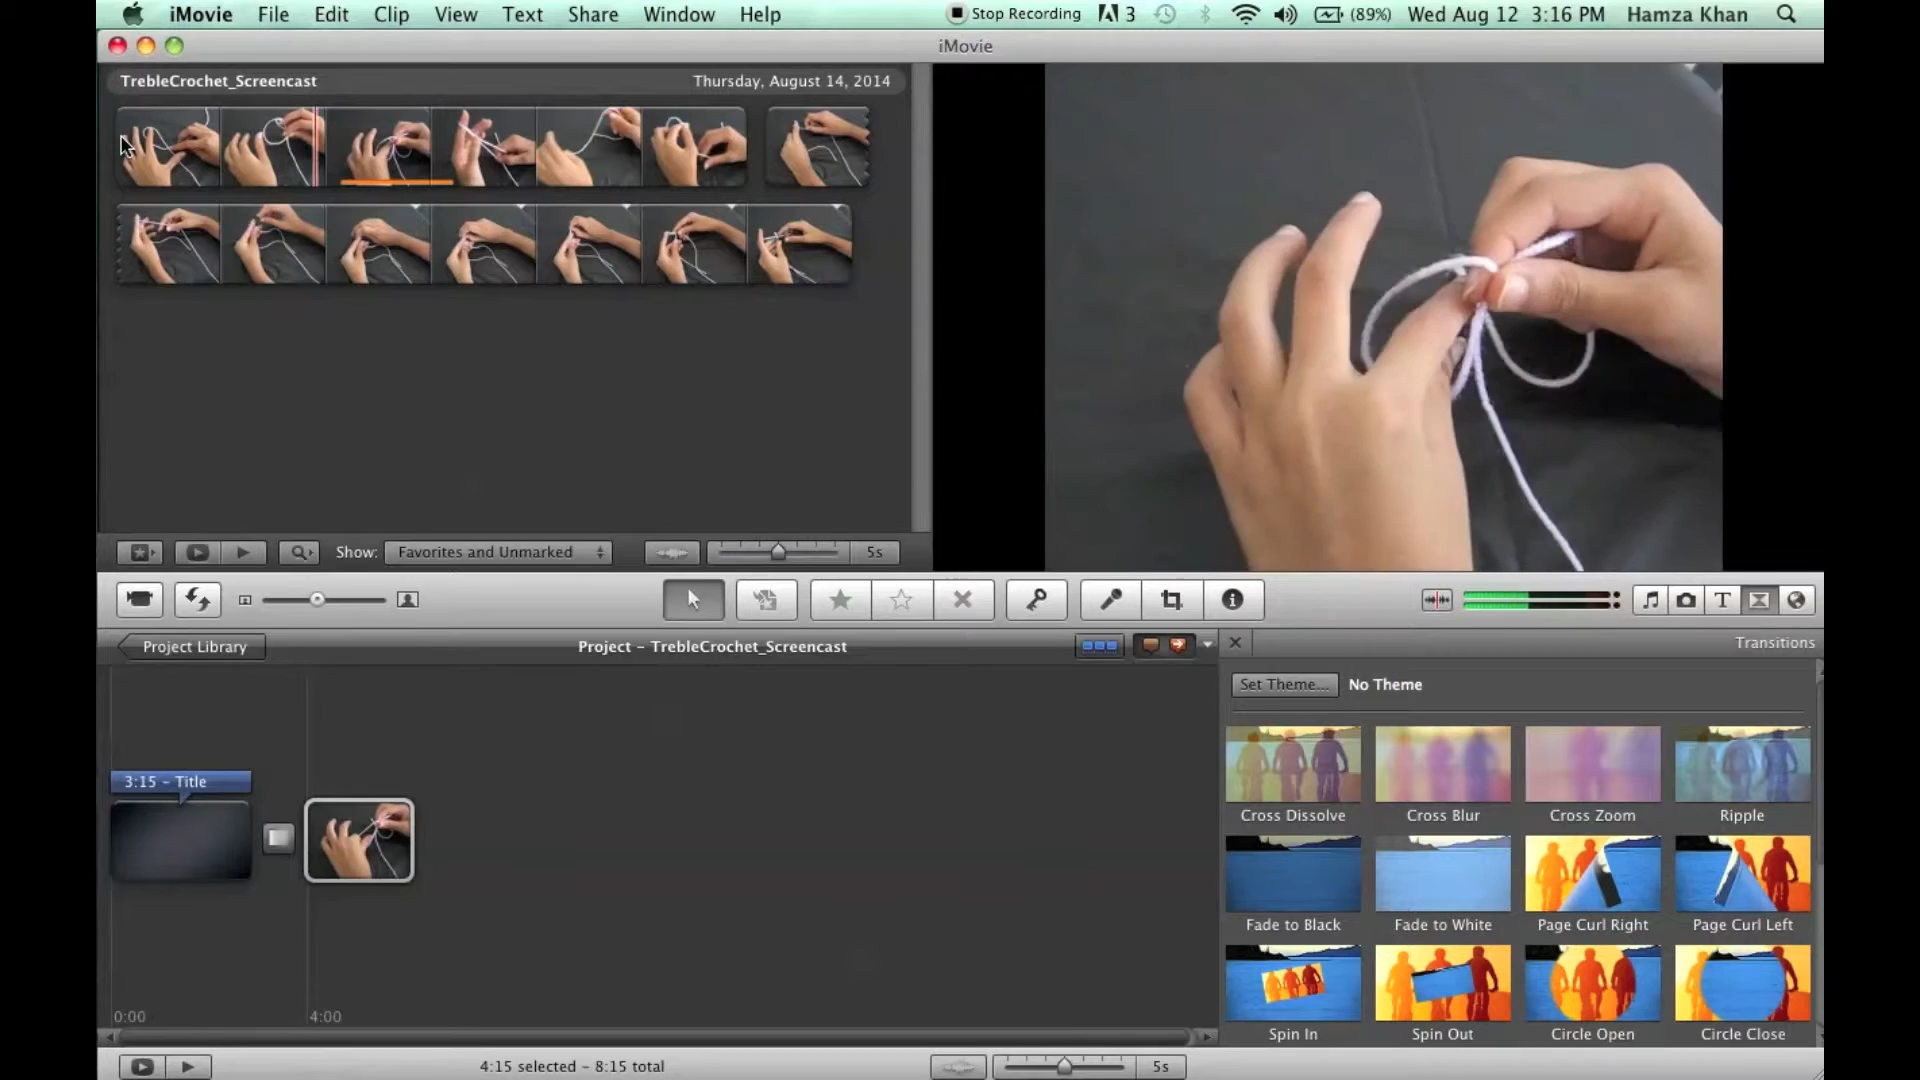 iMovie File Edit Clip View Text Share Window Help Stop Recording 3 (89%) Wed Aug 12 3:16 PM Hamza Khan
iMovie
TrebleCrochet_Screencast Thursday, August 14, 2014
Show: Favorites and Unmarked 5s
Project Library Project – TrebleCrochet_Screencast Transitions
Set Theme... No Theme
3:15 – Title
Cross Dissolve Cross Blur Cross Zoom Ripple
Fade to Black Fade to White Page Curl Right Page Curl Left
Spin In Spin Out Circle Open Circle Close
0:00 4:00
4:15 selected – 8:15 total 5s